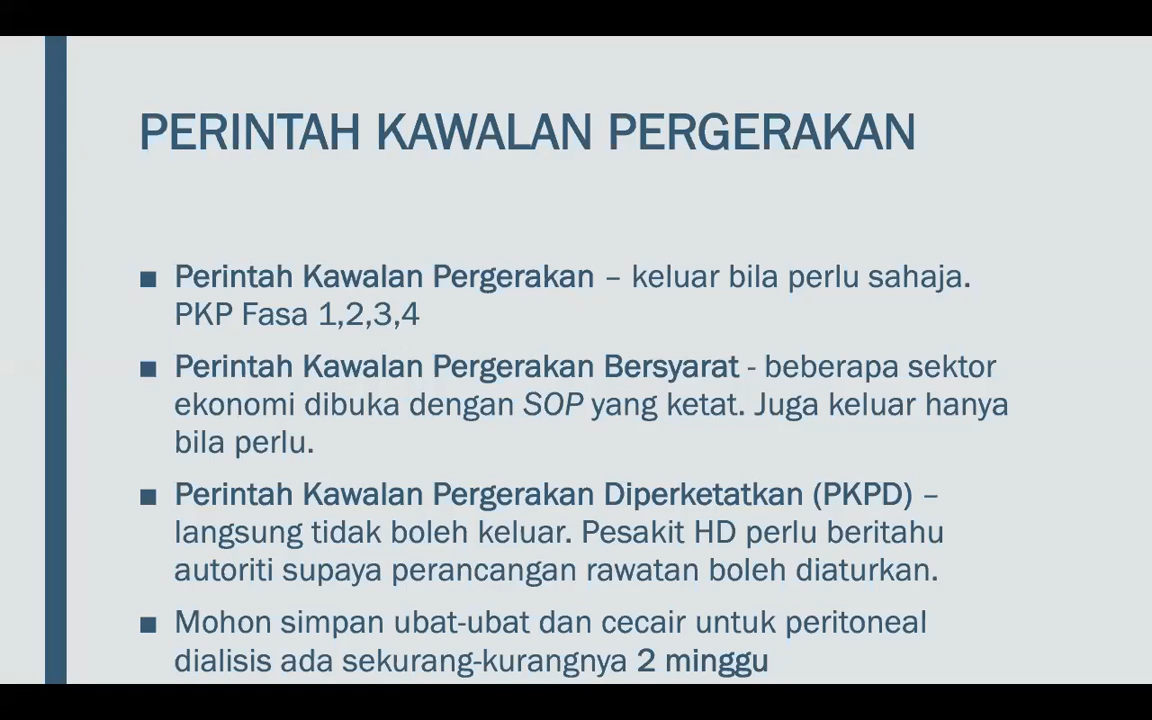 PERINTAH KAWALAN PERGERAKAN
■ Perintah Kawalan Pergerakan – keluar bila perlu sahaja.
PKP Fasa 1,2,3,4
■ Perintah Kawalan Pergerakan Bersyarat - beberapa sektor
ekonomi dibuka dengan SOP yang ketat. Juga keluar hanya
bila perlu.
■ Perintah Kawalan Pergerakan Diperketatkan (PKPD) –
langsung tidak boleh keluar. Pesakit HD perlu beritahu
autoriti supaya perancangan rawatan boleh diaturkan.
■ Mohon simpan ubat-ubat dan cecair untuk peritoneal
dialisis ada sekurang-kurangnya 2 minggu